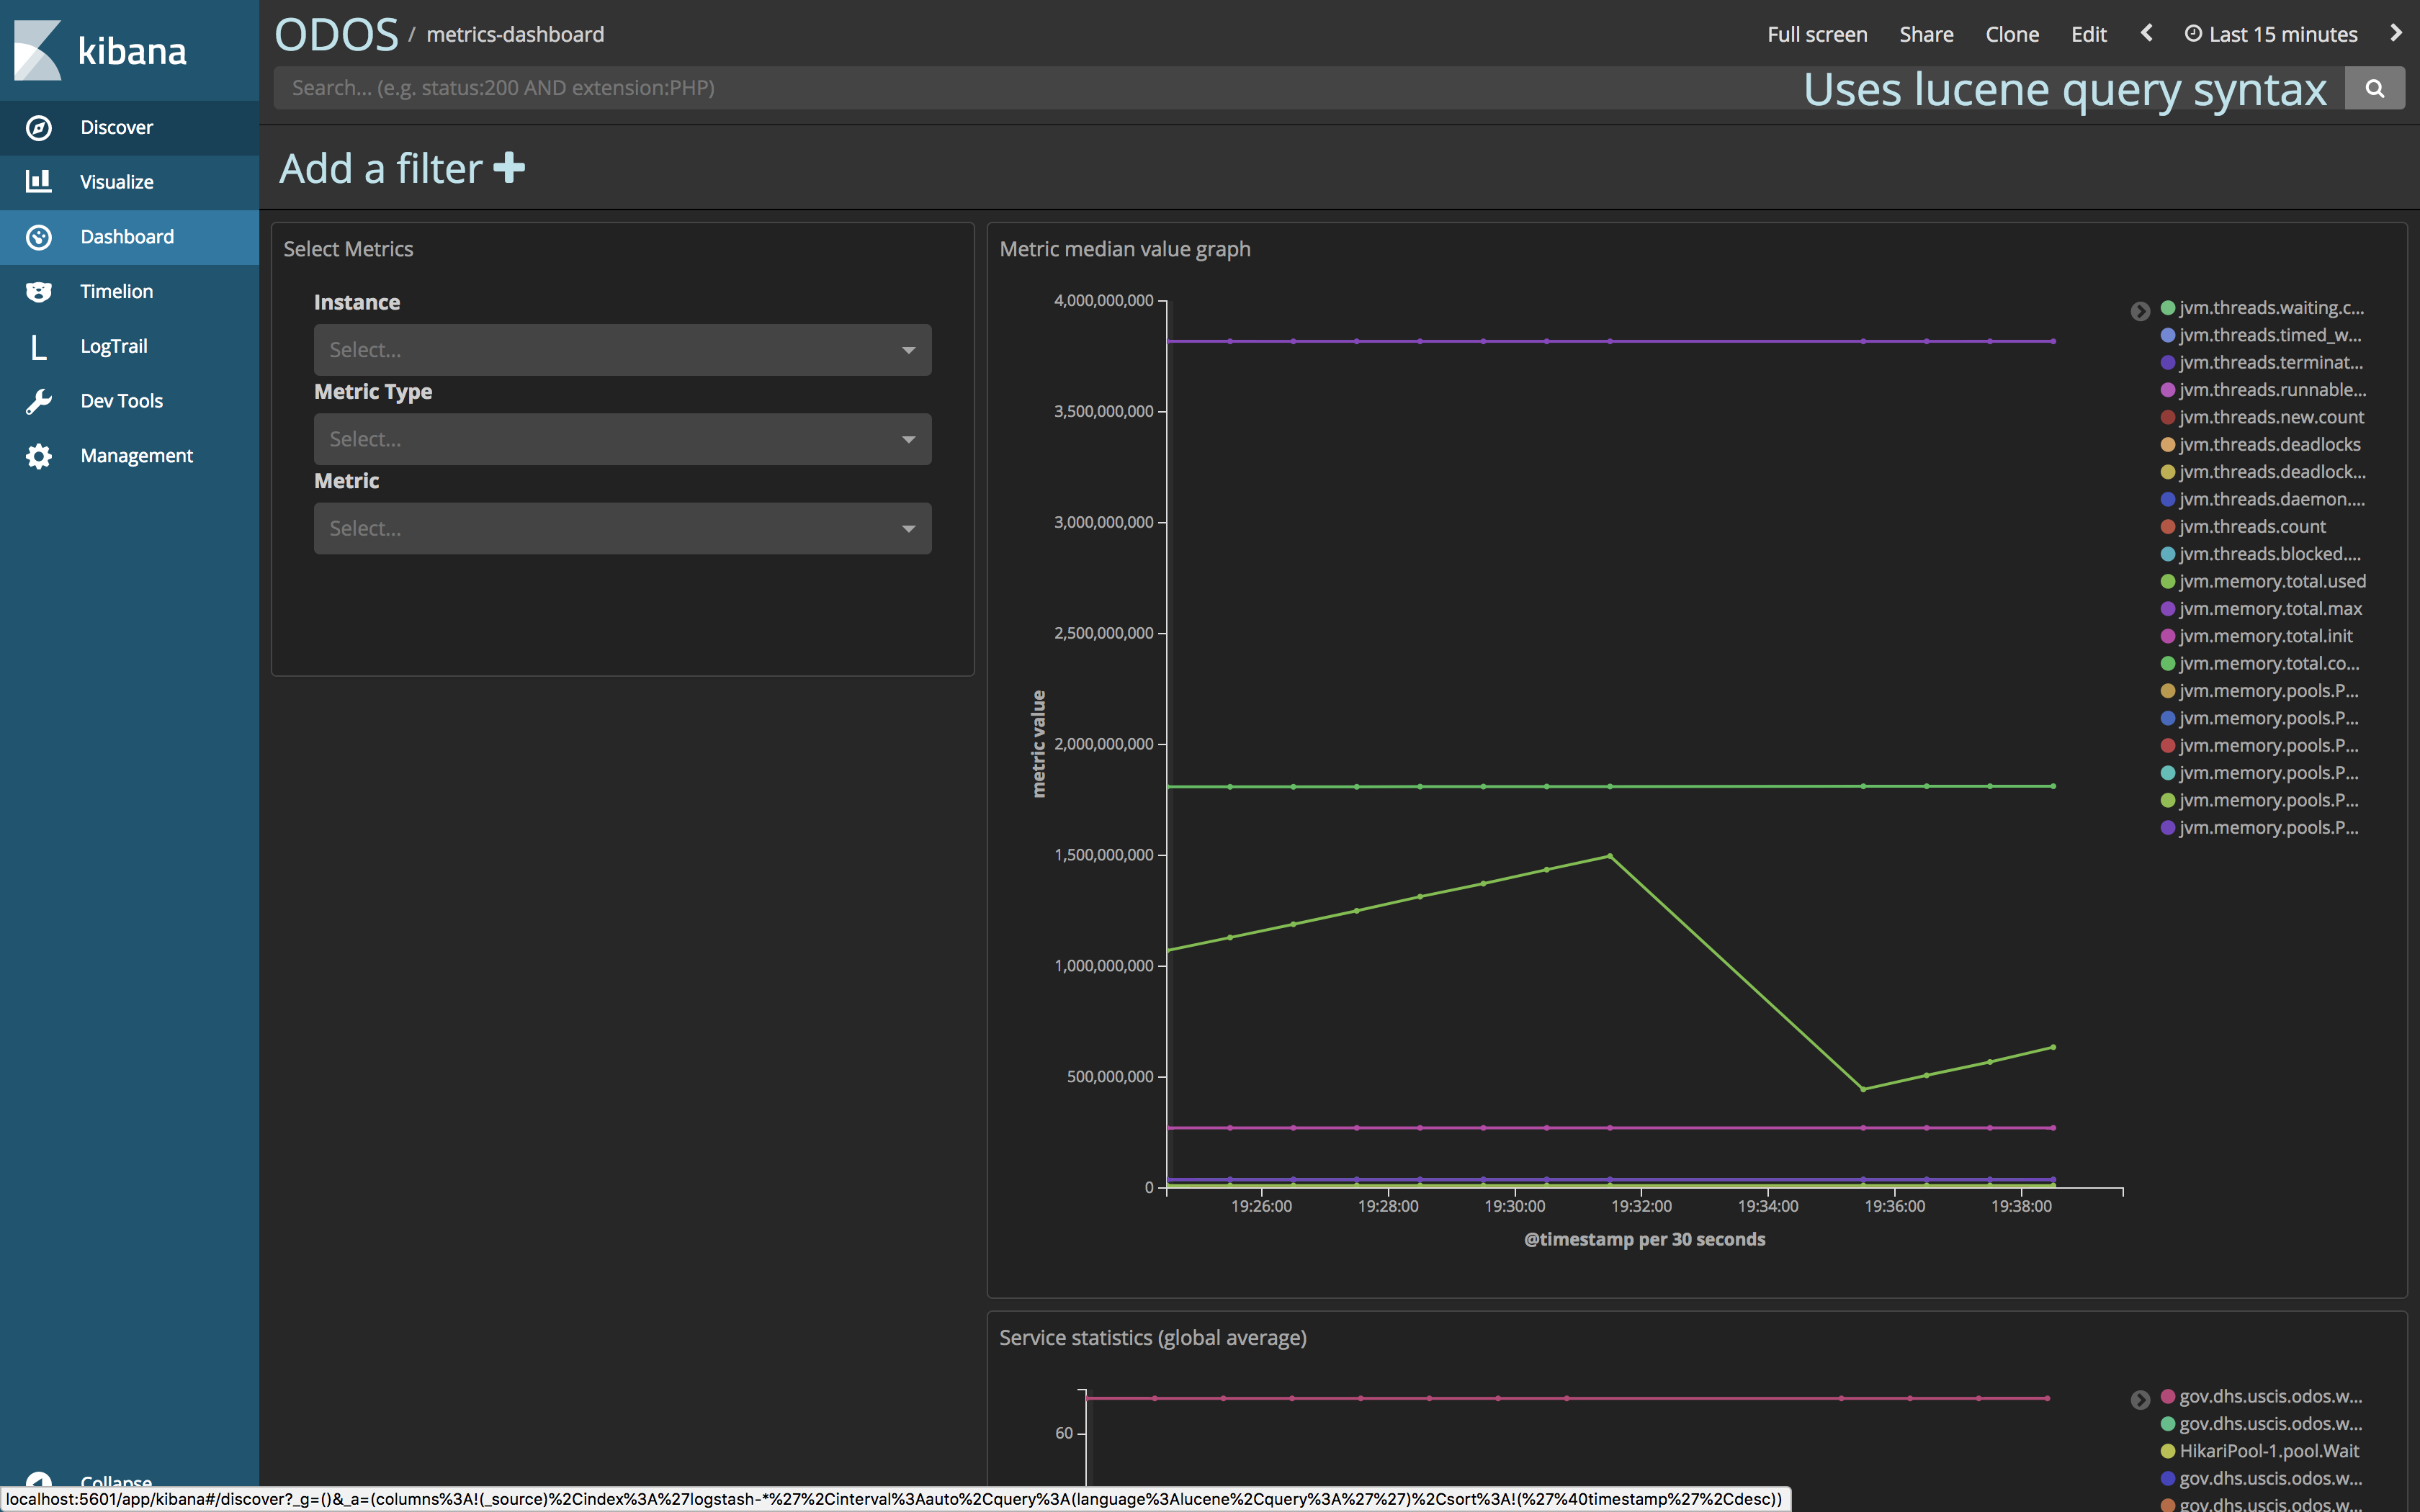 kibana
Discover
Visualize
Dashboard
Timelion
LogTrail
Dev Tools
Management
Collapse
ODOS / metrics-dashboard
Full screen Share Clone Edit Last 15 minutes
Search... (e.g. status:200 AND extension:PHP)
Uses lucene query syntax
Add a filter
Select Metrics
Instance
Select...
Metric Type
Select...
Metric
Select...
Metric median value graph
metric value
4,000,000,000
3,500,000,000
3,000,000,000
2,500,000,000
2,000,000,000
1,500,000,000
1,000,000,000
500,000,000
0
19:26:00 19:28:00 19:30:00 19:32:00 19:34:00 19:36:00 19:38:00
@timestamp per 30 seconds
jvm.threads.waiting.c...
jvm.threads.timed_w...
jvm.threads.terminat...
jvm.threads.runnable...
jvm.threads.new.count
jvm.threads.deadlocks
jvm.threads.deadlock...
jvm.threads.daemon....
jvm.threads.count
jvm.threads.blocked....
jvm.memory.total.used
jvm.memory.total.max
jvm.memory.total.init
jvm.memory.total.co...
jvm.memory.pools.P...
jvm.memory.pools.P...
jvm.memory.pools.P...
jvm.memory.pools.P...
jvm.memory.pools.P...
jvm.memory.pools.P...
Service statistics (global average)
60
gov.dhs.uscis.odos.w...
gov.dhs.uscis.odos.w...
HikariPool-1.pool.Wait
gov.dhs.uscis.odos.w...
gov.dhs.uscis.odos.w...
localhost:5601/app/kibana#/discover?_g=()&_a=(columns%3A!(_source)%2Cindex%3A%27logstash-*%27%2Cinterval%3Aauto%2Cquery%3A(language%3Alucene%2Cquery%3A%27%27)%2Csort%3A!(%27%40timestamp%27%2Cdesc))